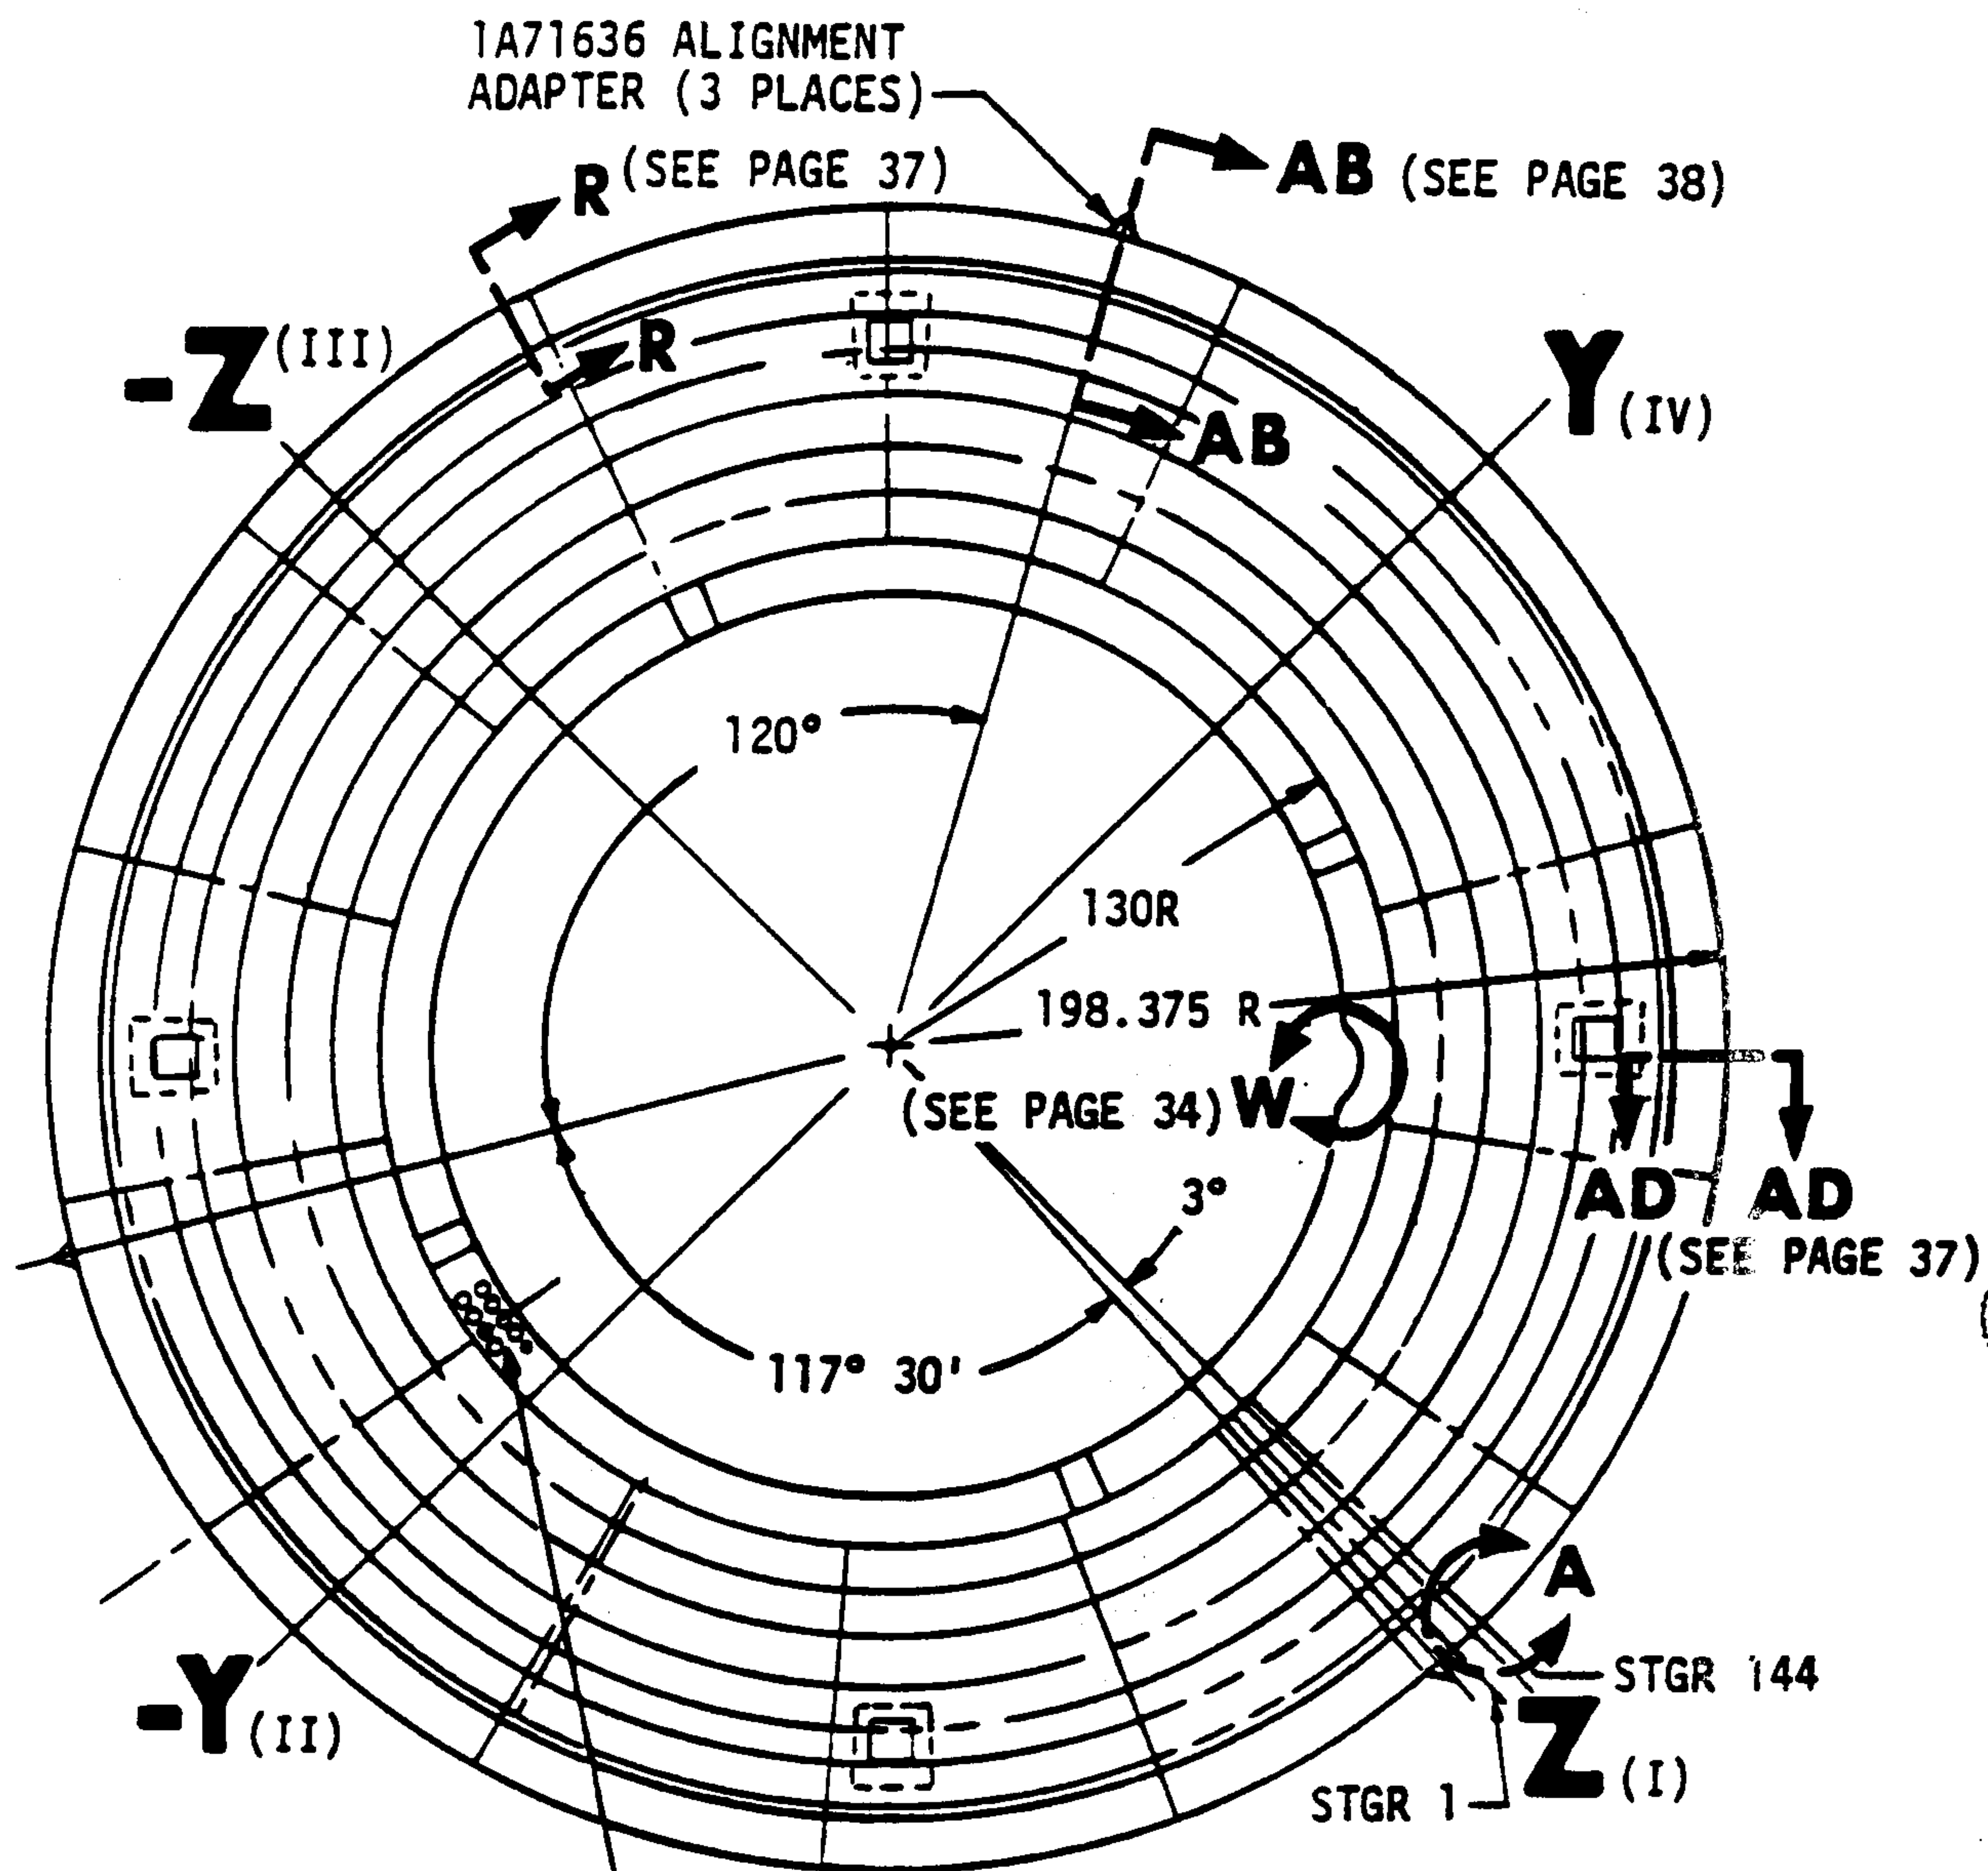 1A71636 ALIGNMENT
ADAPTER (3 PLACES)
R (SEE PAGE 37)
AB (SEE PAGE 38)
-Z (III)
R
Y (IV)
AB
120°
130R
198.375 R
(SEE PAGE 34) W
3°
AD AD
(SEE PAGE 37)
117° 30'
A
STGR 144
-Y (II)
Z (I)
STGR 1